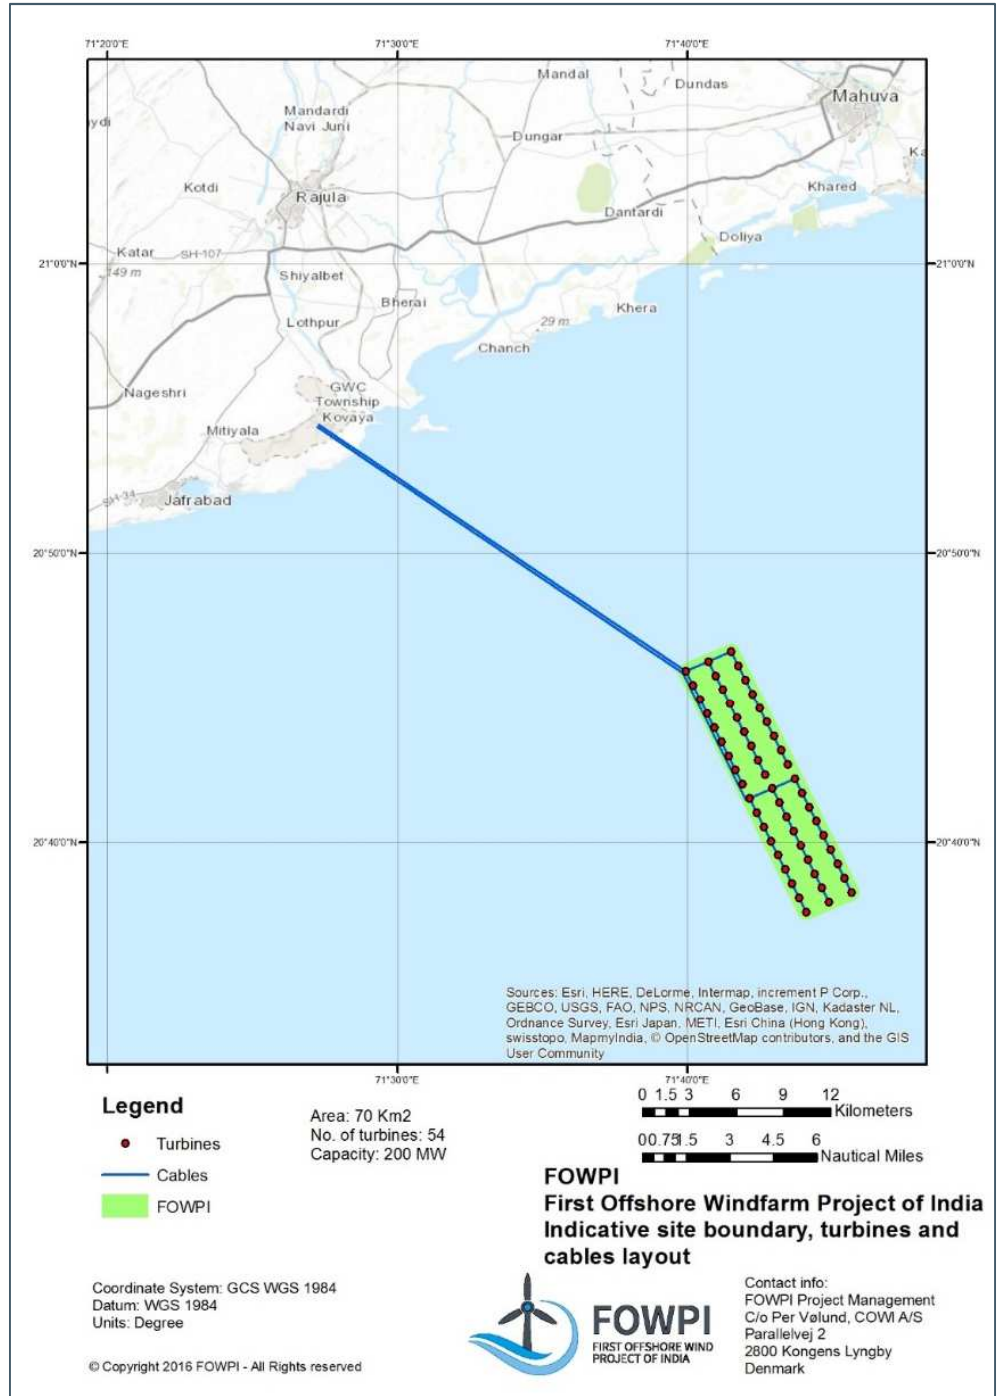 71°20'0"E
71°30'0"E
71°40'0"E
Mandal
Dundas
Mahuva
Mandardi
Navi Juni
ydi
Dungar
Ka
Kotdi
Rajula
Khared
Dantardi
Doliya
Katar
SH-107
21°0'0"N
21°0'0"N
149 m
Shiyalbet
Bherai
Khera
Lothpur
29 m
Chanch
Nageshri
GWC
Township
Kovaya
Mitiyala
SH-34
Jafrabad
20°50'0"N
20°50'0"N
20°40'0"N
20°40'0"N
Sources: Esri, HERE, DeLorme, Intermap, increment P Corp.,
GEBCO, USGS, FAO, NPS, NRCAN, GeoBase, IGN, Kadaster NL,
Ordnance Survey, Esri Japan, METI, Esri China (Hong Kong),
swisstopo, MapmyIndia, © OpenStreetMap contributors, and the GIS
User Community
71°30'0"E
71°40'0"E
Legend
Turbines
Cables
FOWPI
Area: 70 Km2
No. of turbines: 54
Capacity: 200 MW
0 1.5 3 6 9 12
Kilometers
0 0.75 1.5 3 4.5 6
Nautical Miles
FOWPI
First Offshore Windfarm Project of India
Indicative site boundary, turbines and
cables layout
Coordinate System: GCS WGS 1984
Datum: WGS 1984
Units: Degree
© Copyright 2016 FOWPI - All Rights reserved
FOWPI
FIRST OFFSHORE WIND
PROJECT OF INDIA
Contact info:
FOWPI Project Management
C/o Per Vølund, COWI A/S
Parallelvej 2
2800 Kongens Lyngby
Denmark